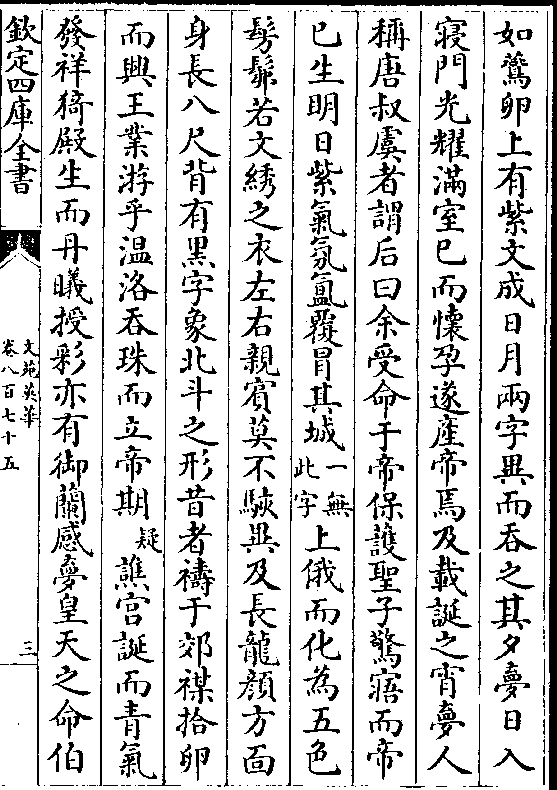 如鷟卵上有紫文成日月兩字異而吞之其夕夢日入
寢門光耀滿室已而懷孕遂產帝焉及載誕之宵夢人
稱唐叔虞者謂后曰余受命于帝保護聖子驚寤而帝
已生明日紫氣氛氳覆冒其城一無此字上俄而化為五色
髣髴若文繡之衣左右親賓莫不駭異及長龍顏方面
身長八尺背有黑字象北斗之形昔者禱于郊禖拾卵
而興王業游乎温洛吞珠而立帝期疑譙宫誕而青氣
發祥猗殿生而丹曦授彩亦有御蘭感夢皇天之命伯
欽定四庫全書
文苑英華
卷八百七十五
三